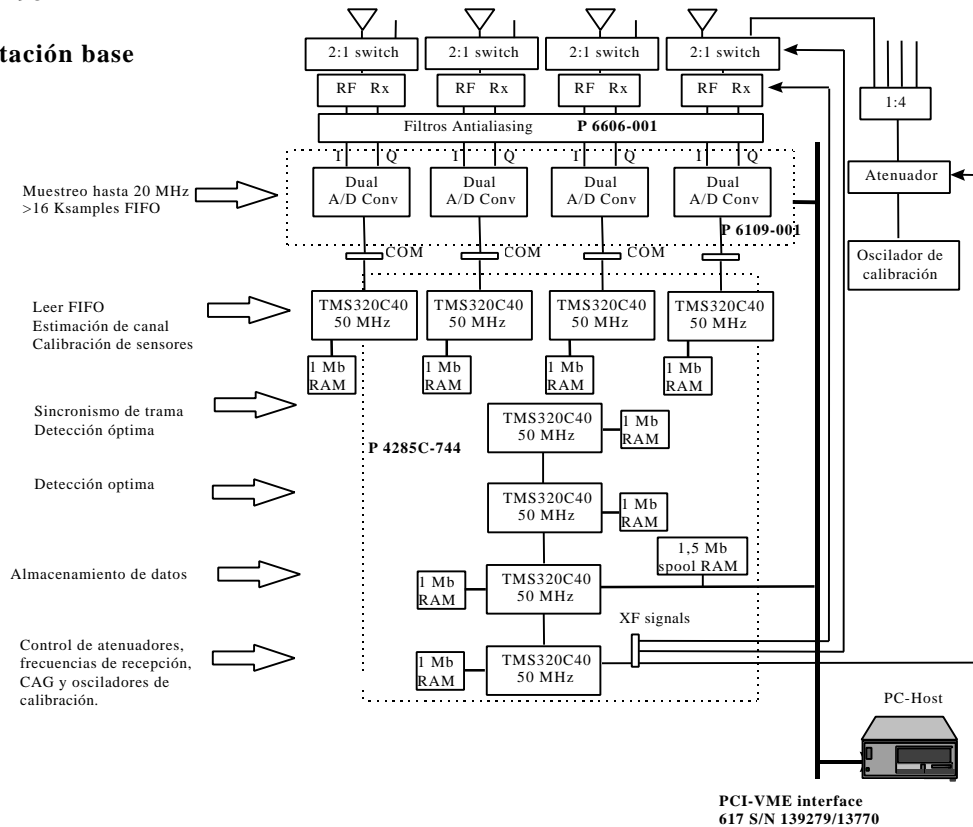 tación base
2:1 switch 2:1 switch 2:1 switch 2:1 switch
RF Rx RF Rx RF Rx RF Rx
1:4
Filtros Antialiasing P 6606-001
I Q I Q I Q I Q
Muestreo hasta 20 MHz
>16 Ksamples FIFO
Dual
A/D Conv
Dual
A/D Conv
Dual
A/D Conv
Dual
A/D Conv
Atenuador
P 6109-001
COM COM COM
Oscilador de
calibración
Leer FIFO
Estimación de canal
Calibración de sensores
TMS320C40
50 MHz
TMS320C40
50 MHz
TMS320C40
50 MHz
TMS320C40
50 MHz
1 Mb
RAM
1 Mb
RAM
1 Mb
RAM
1 Mb
RAM
Sincronismo de trama
Detección óptima
TMS320C40
50 MHz
1 Mb
RAM
P 4285C-744
Detección optima
TMS320C40
50 MHz
1 Mb
RAM
1,5 Mb
spool RAM
Almacenamiento de datos
1 Mb
RAM
TMS320C40
50 MHz
XF signals
Control de atenuadores,
frecuencias de recepción,
CAG y osciladores de
calibración.
1 Mb
RAM
TMS320C40
50 MHz
PC-Host
PCI-VME interface
617 S/N 139279/13770